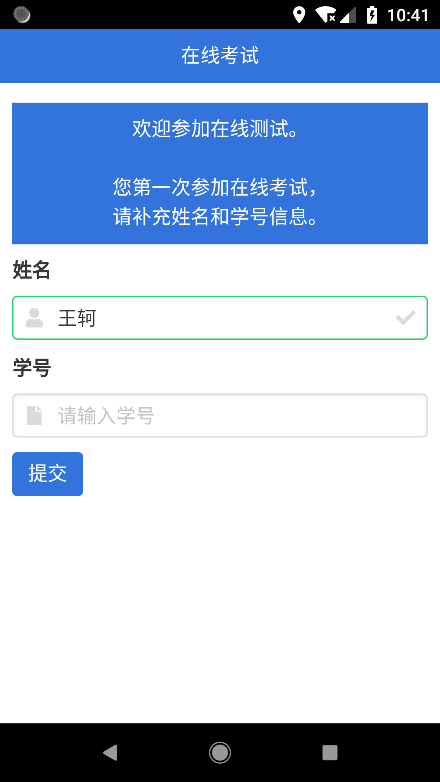 10:41
在线考试
欢迎参加在线测试。
您第一次参加在线考试，
请补充姓名和学号信息。
姓名
王轲
学号
请输入学号
提交